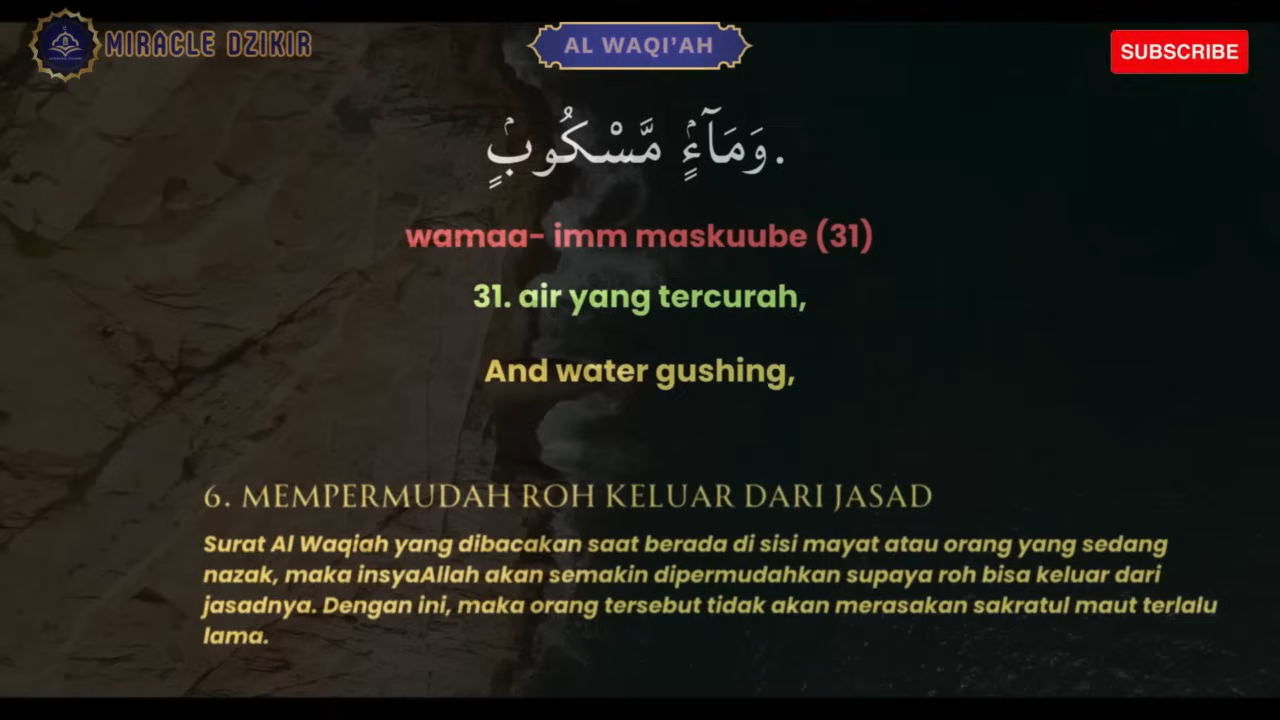 MIRACLE DZIKIR
AL WAQI'AH
SUBSCRIBE
وَمَآءٍۢ مَّسْكُوبٍۢ.
wamaa- imm maskuube (31)
31. air yang tercurah,
And water gushing,
6. MEMPERMUDAH ROH KELUAR DARI JASAD
Surat Al Waqiah yang dibacakan saat berada di sisi mayat atau orang yang sedang
nazak, maka insyaAllah akan semakin dipermudahkan supaya roh bisa keluar dari
jasadnya. Dengan ini, maka orang tersebut tidak akan merasakan sakratul maut terlalu
lama.